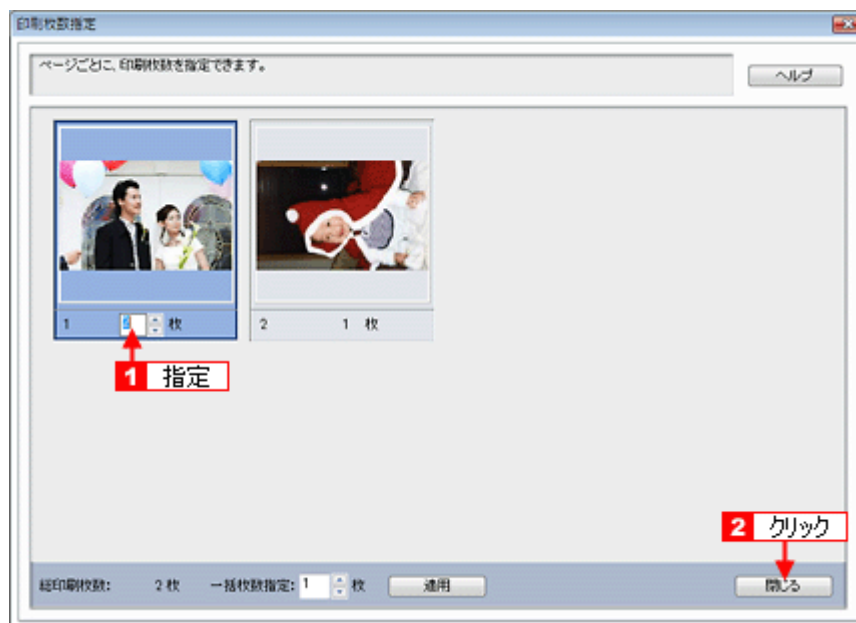 印刷枚数指定
ページごとに、印刷枚数を指定できます。
ヘルプ
1 枚
2 1 枚
1 指定
2 クリック
総印刷枚数: 2 枚 一括枚数指定: 1 枚 適用 閉じる